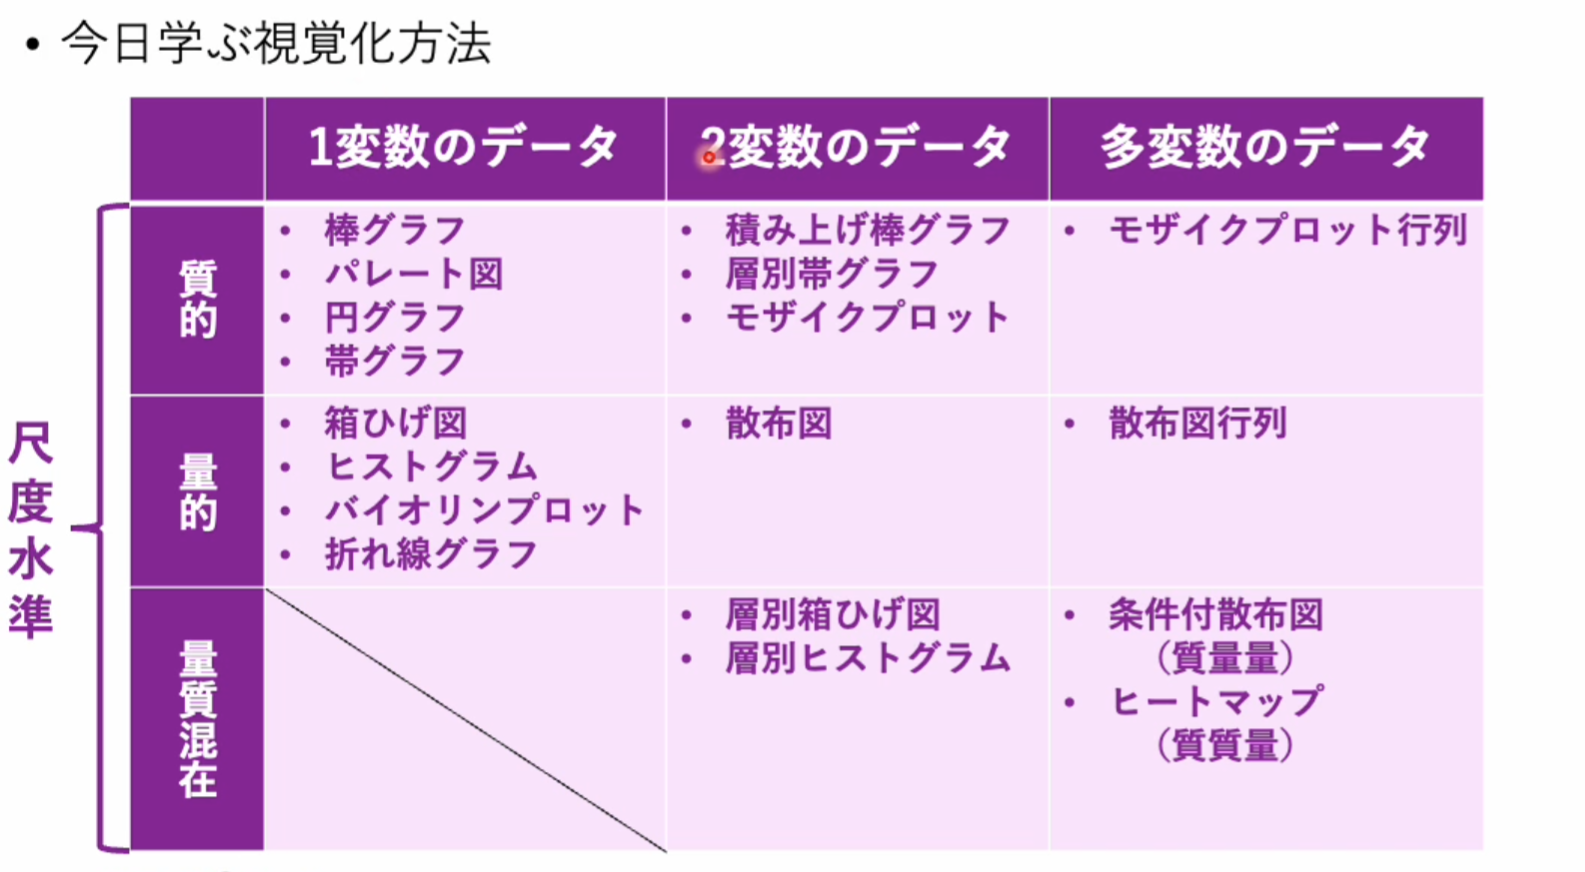 • 今日学ぶ視覚化方法
1変数のデータ
2変数のデータ
多変数のデータ
尺度水準
質的
• 棒グラフ
• パレート図
• 円グラフ
• 帯グラフ
• 積み上げ棒グラフ
• 層別帯グラフ
• モザイクプロット
• モザイクプロット行列
量的
• 箱ひげ図
• ヒストグラム
• バイオリンプロット
• 折れ線グラフ
• 散布図
• 散布図行列
量質混在
• 層別箱ひげ図
• 層別ヒストグラム
• 条件付散布図
（質量量）
• ヒートマップ
（質質量）